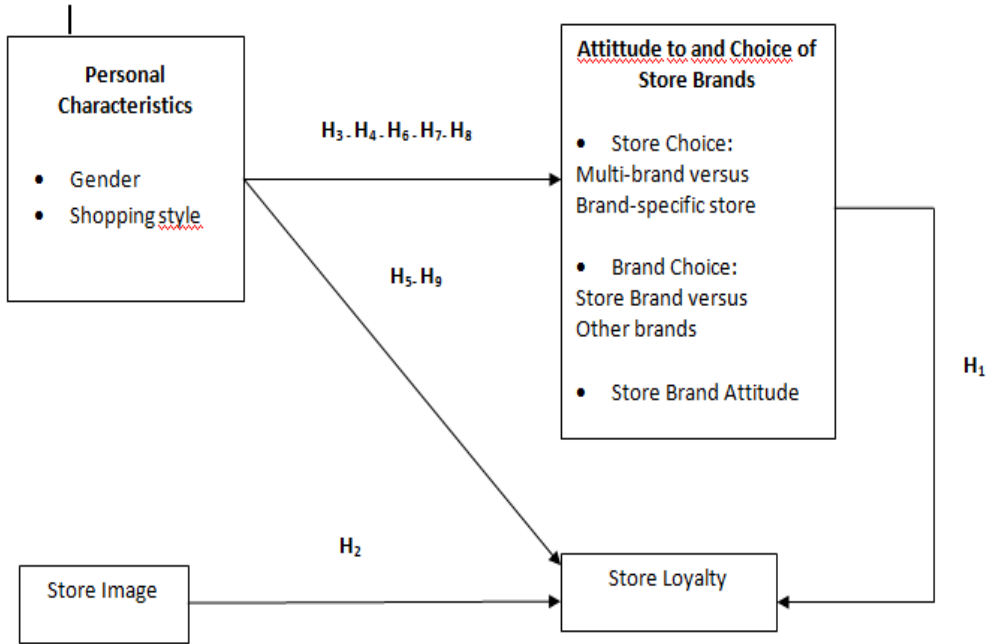 Personal
Characteristics
• Gender
• Shopping style
H3 - H4 - H6 - H7 - H8
Attittude to and Choice of
Store Brands
• Store Choice:
Multi-brand versus
Brand-specific store
• Brand Choice:
Store Brand versus
Other brands
• Store Brand Attitude
H5 - H9
H1
H2
Store Image
Store Loyalty